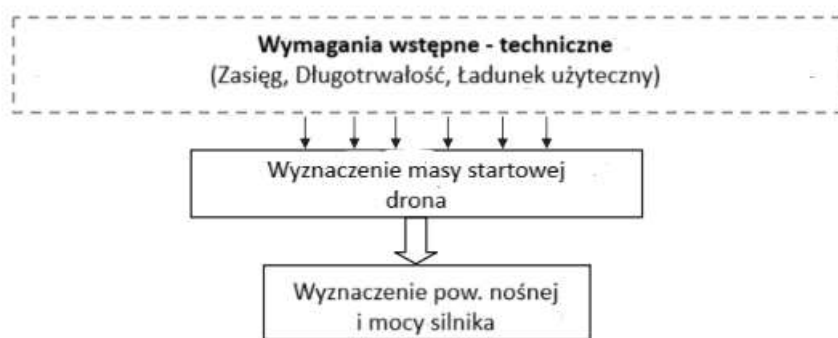 Wymagania wstępne - techniczne
(Zasięg, Długotrwałość, Ładunek użyteczny)
Wyznaczenie masy startowej
drona
Wyznaczenie pow. nośnej
i mocy silnika